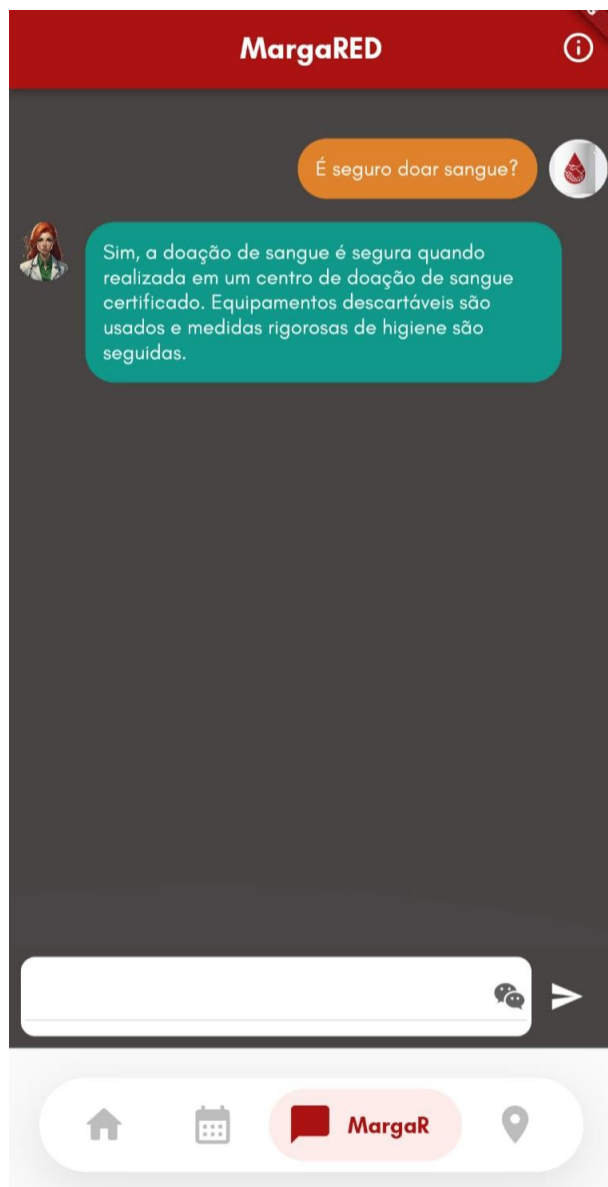 MargaRED
É seguro doar sangue?
Sim, a doação de sangue é segura quando
realizada em um centro de doação de sangue
certificado. Equipamentos descartáveis são
usados e medidas rigorosas de higiene são
seguidas.
MargaR